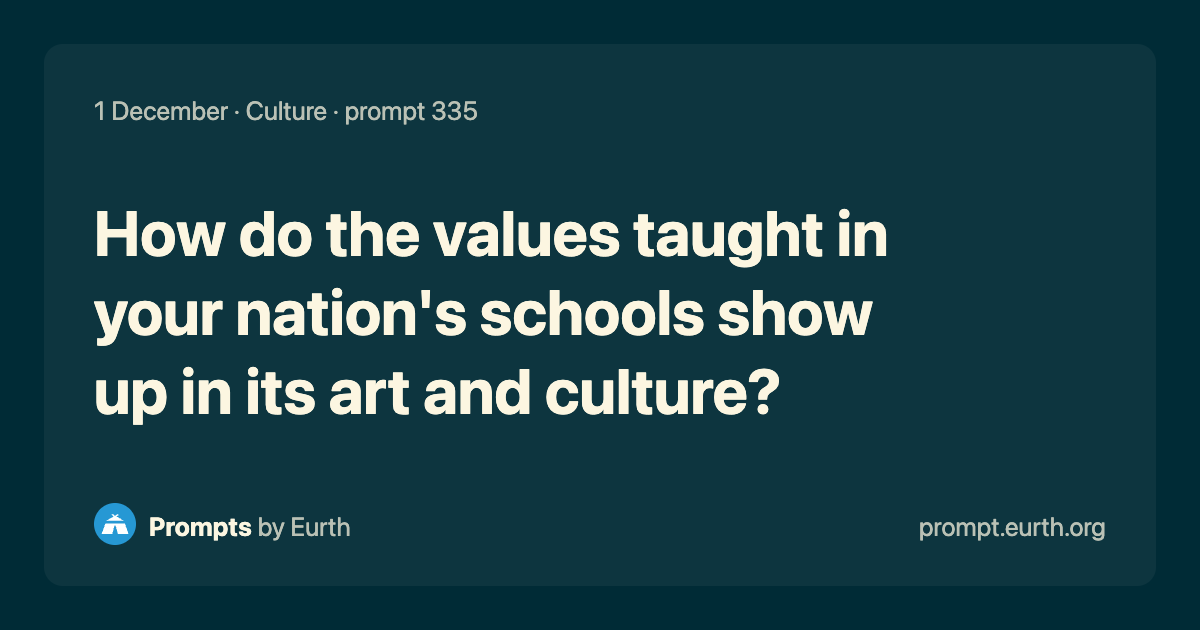 1 December · Culture · prompt 335
How do the values taught in
your nation's schools show
up in its art and culture?
Prompts by Eurth
prompt.eurth.org